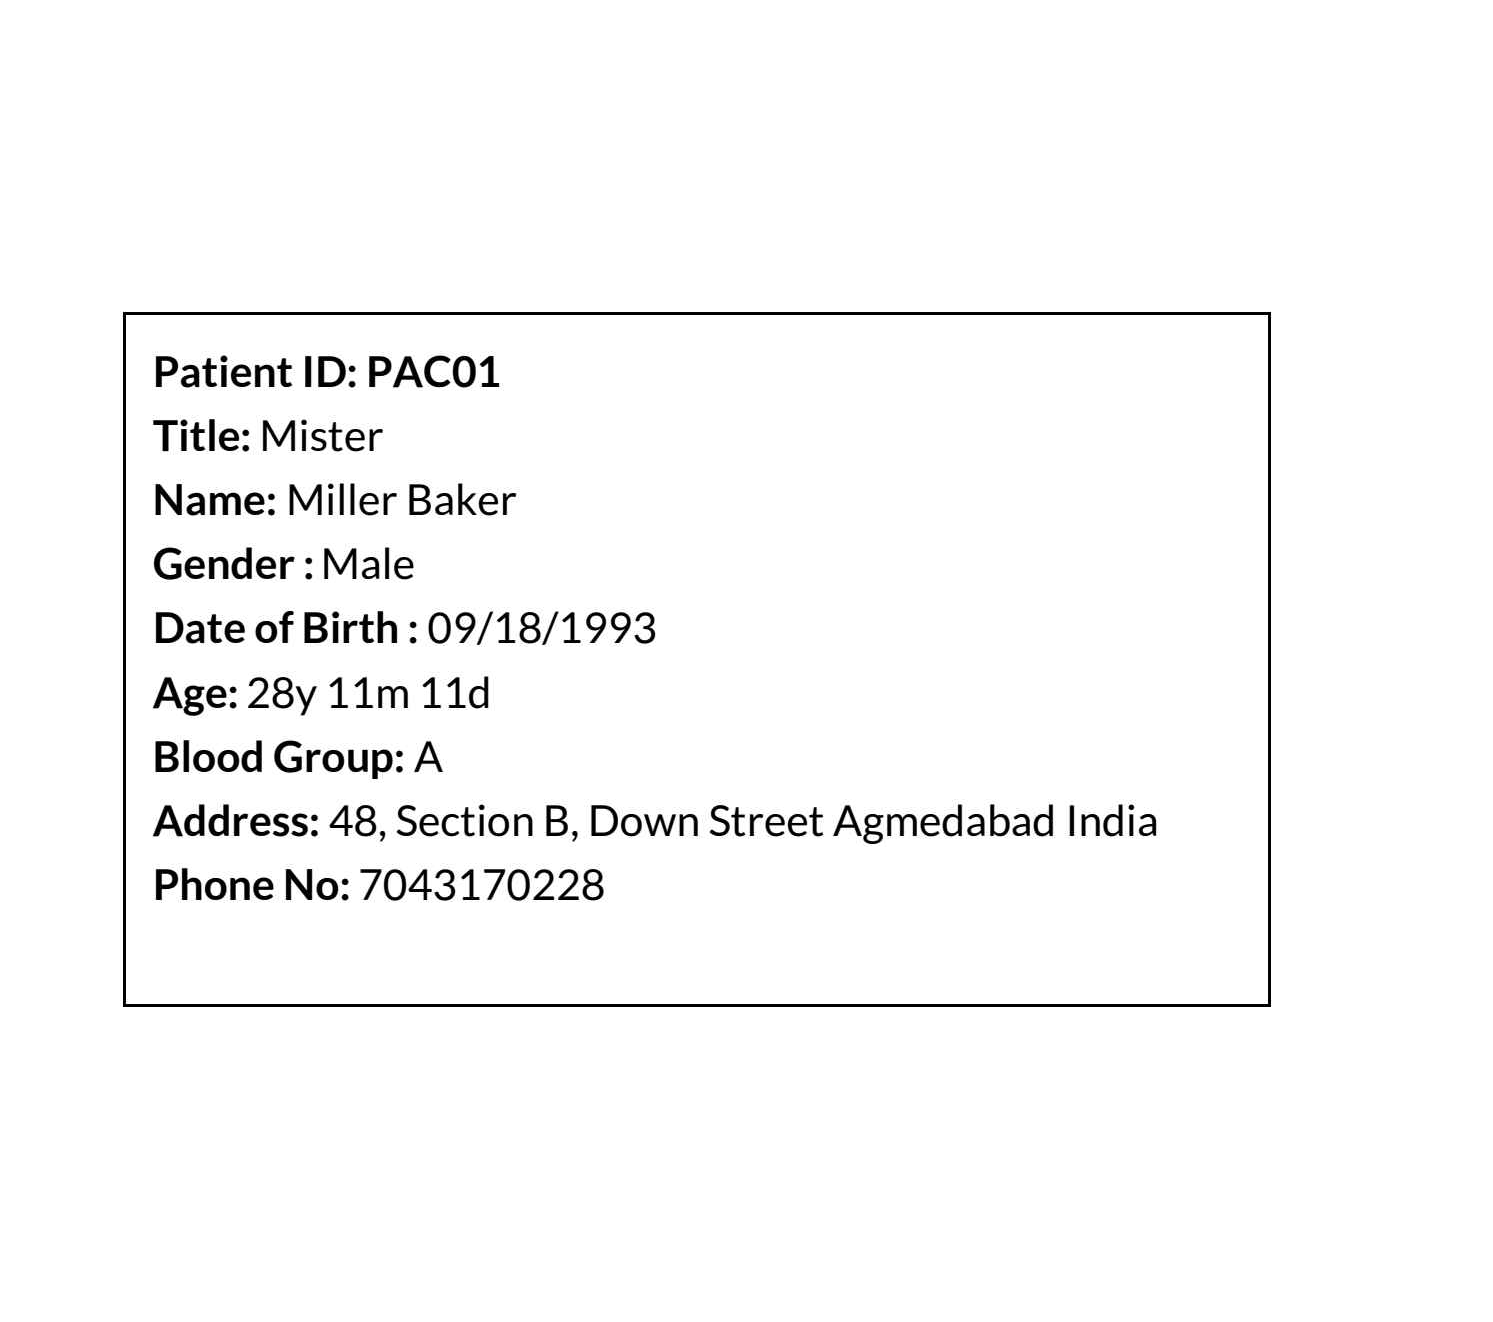 Patient ID: PAC01
Title: Mister
Name: Miller Baker
Gender : Male
Date of Birth : 09/18/1993
Age: 28y 11m 11d
Blood Group: A
Address: 48, Section B, Down Street Agmedabad India
Phone No: 7043170228